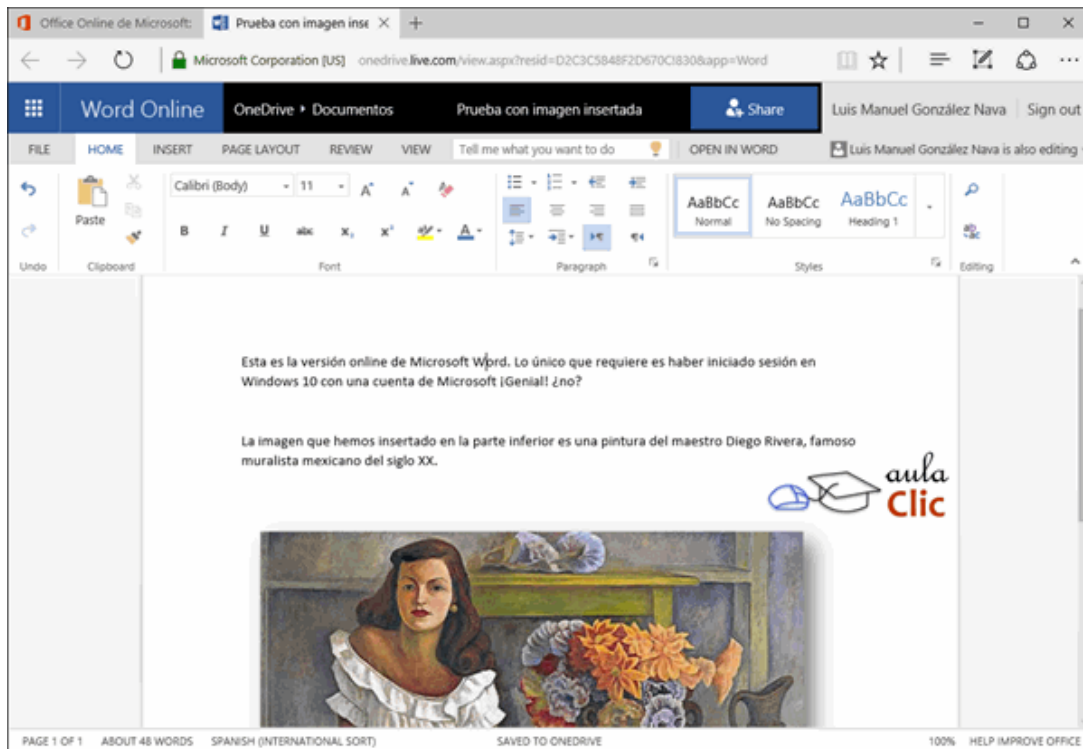 Office Online de Microsoft:
Prueba con imagen inse
Microsoft Corporation [US] onedrive.live.com/view.aspx?resid=D2C3C5848F2D670C!830&app=Word
Word Online OneDrive Documentos Prueba con imagen insertada Share Luis Manuel González Nava Sign out
FILE HOME INSERT PAGE LAYOUT REVIEW VIEW Tell me what you want to do OPEN IN WORD Luis Manuel González Nava is also editing
Calibri (Body) 11
Paste
AaBbCc AaBbCc AaBbCc
Normal No Spacing Heading 1
B I U abc x₂ x² ab A
Undo Clipboard Font Paragraph Styles Editing
Esta es la versión online de Microsoft Word. Lo único que requiere es haber iniciado sesión en
Windows 10 con una cuenta de Microsoft ¡Genial! ¿no?
La imagen que hemos insertado en la parte inferior es una pintura del maestro Diego Rivera, famoso
muralista mexicano del siglo XX.
aula
Clic
PAGE 1 OF 1 ABOUT 48 WORDS SPANISH (INTERNATIONAL SORT) SAVED TO ONEDRIVE 100% HELP IMPROVE OFFICE